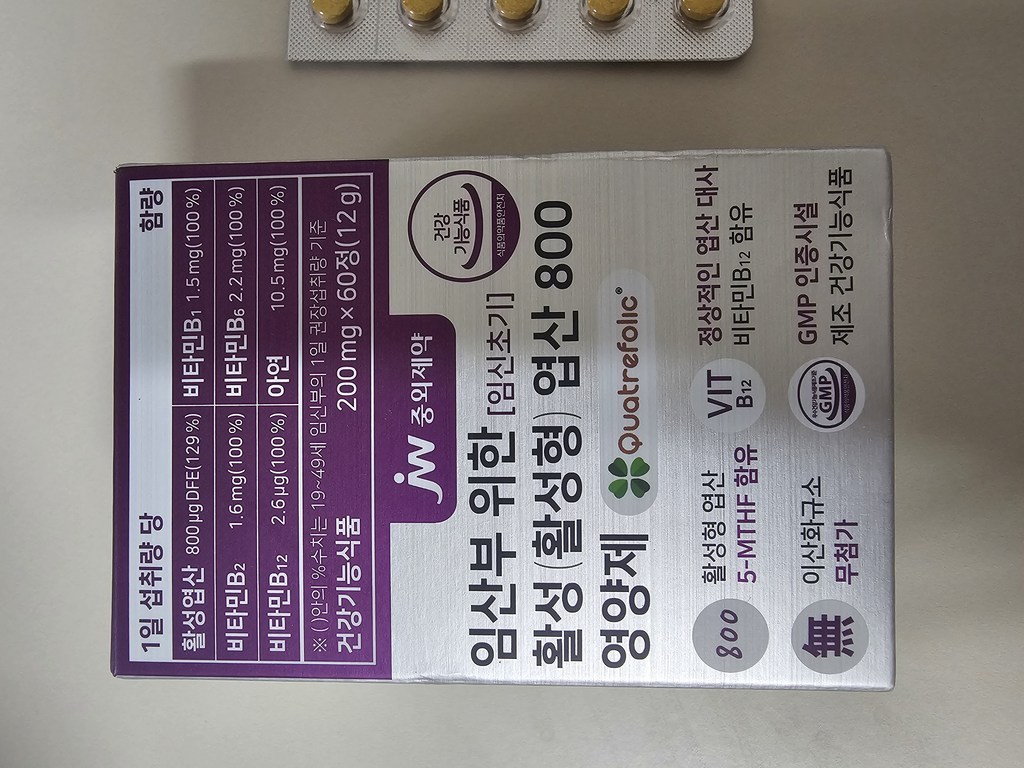 1일 섭취량 당 함량
활성엽산 800㎍DFE(129%) 비타민B1 1.5mg(100%)
비타민B2 1.6mg(100%) 비타민B6 2.2mg(100%)
비타민B12 2.6㎍(100%) 아연 10.5mg(100%)
※ ( )안의 %수치는 19~49세 임신부의 1일 권장섭취량 기준
건강기능식품 200mg×60정(12g)
jw 중외제약
건강
기능식품
식품의약품안전처
임산부 위한 [임신초기]
활성(활성형) 엽산 800
영양제
Quatrefolic®
800
활성형 엽산
5-MTHF 함유
VIT
B12
정상적인 엽산 대사
비타민B12 함유
無
이산화규소
무첨가
GMP
GMP 인증시설
제조 건강기능식품